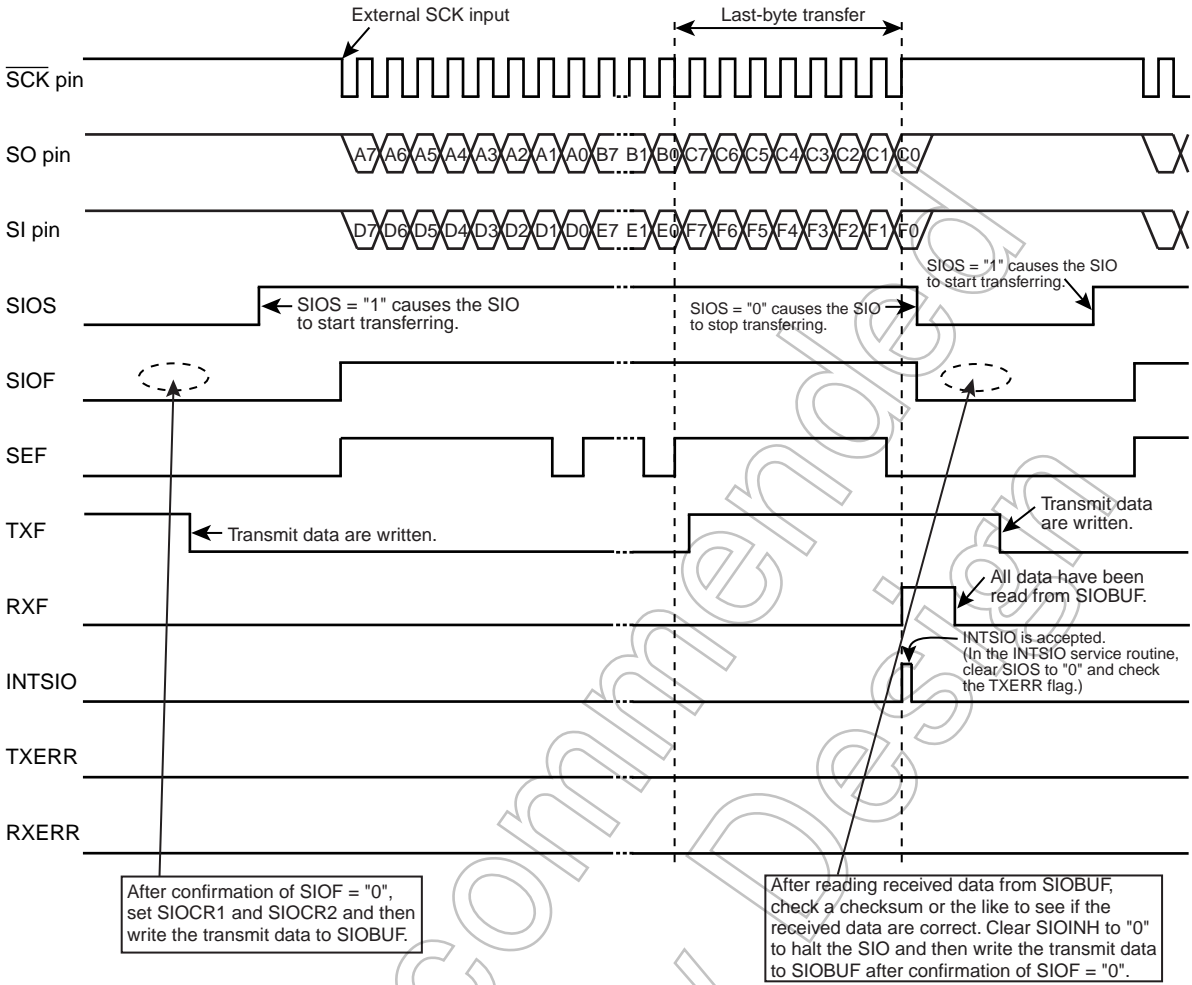 External SCK input
Last-byte transfer
SCK pin
SO pin
A7 A6 A5 A4 A3 A2 A1 A0 B7 B1 B0 C7 C6 C5 C4 C3 C2 C1 C0
SI pin
D7 D6 D5 D4 D3 D2 D1 D0 E7 E1 E0 F7 F6 F5 F4 F3 F2 F1 F0
SIOS
SIOS = "1" causes the SIO
to start transferring.
SIOS = "0" causes the SIO
to stop transferring.
SIOS = "1" causes the SIO
to start transferring.
SIOF
SEF
TXF
Transmit data are written.
Transmit data
are written.
RXF
All data have been
read from SIOBUF.
INTSIO
INTSIO is accepted.
(In the INTSIO service routine,
clear SIOS to "0" and check
the TXERR flag.)
TXERR
RXERR
After confirmation of SIOF = "0",
set SIOCR1 and SIOCR2 and then
write the transmit data to SIOBUF.
After reading received data from SIOBUF,
check a checksum or the like to see if the
received data are correct. Clear SIOINH to "0"
to halt the SIO and then write the transmit data
to SIOBUF after confirmation of SIOF = "0".
ommended
Design